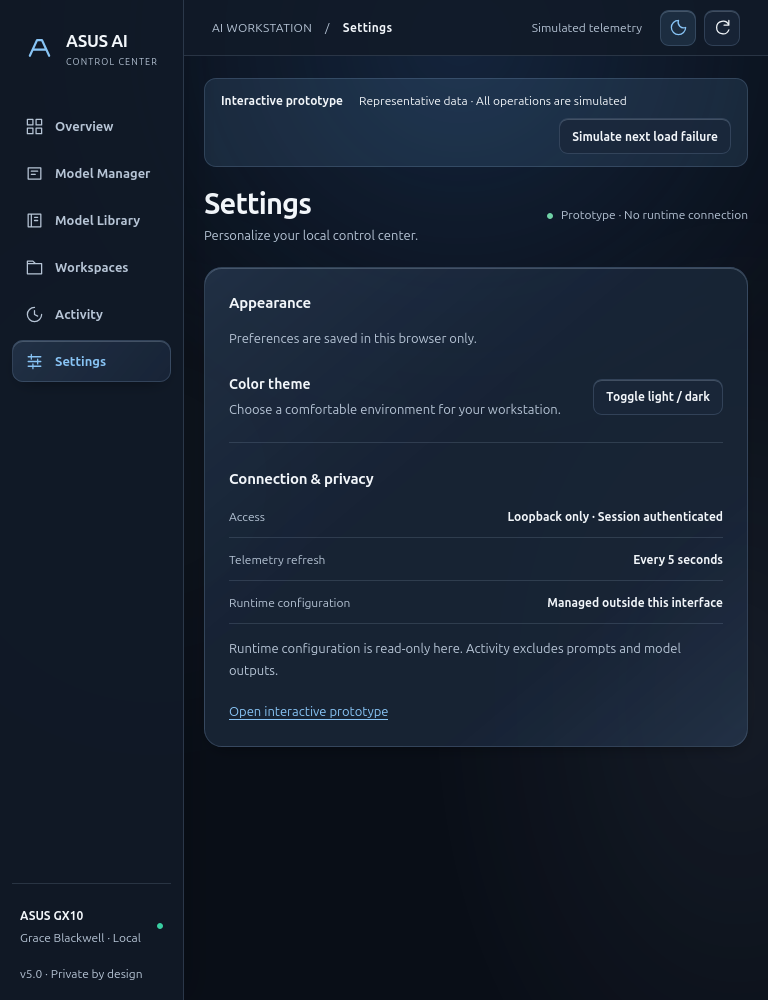 ASUS AI
CONTROL CENTER
Overview
Model Manager
Model Library
Workspaces
Activity
Settings
ASUS GX10
Grace Blackwell · Local
v5.0 · Private by design
AI WORKSTATION / Settings
Simulated telemetry
Interactive prototype Representative data · All operations are simulated
Simulate next load failure
Settings
Personalize your local control center.
Prototype · No runtime connection
Appearance
Preferences are saved in this browser only.
Color theme
Choose a comfortable environment for your workstation.
Toggle light / dark
Connection & privacy
Access Loopback only · Session authenticated
Telemetry refresh Every 5 seconds
Runtime configuration Managed outside this interface
Runtime configuration is read-only here. Activity excludes prompts and model
outputs.
Open interactive prototype